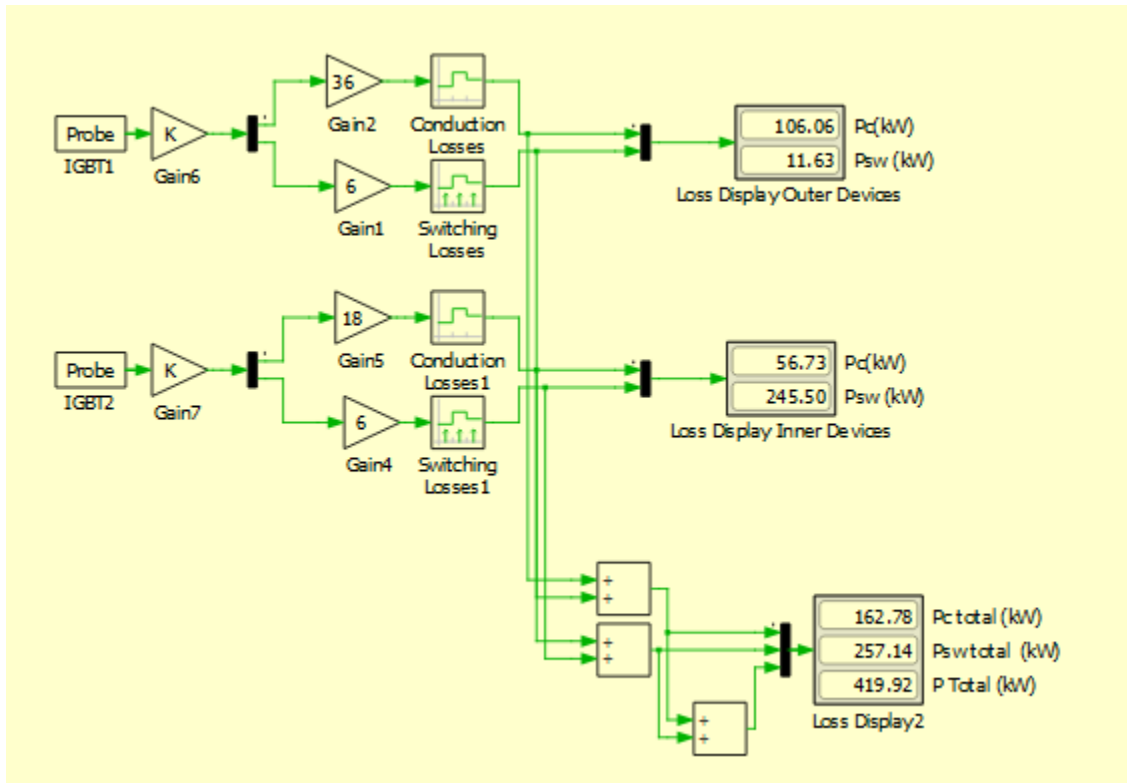 36
Gain2
Conduction
Losses
Probe
IGBT1
K
Gain6
6
Gain1
Switching
Losses
106.06 Pc(kW)
11.63 Psw (kW)
Loss Display Outer Devices
18
Gain5
Conduction
Losses1
Probe
IGBT2
K
Gain7
6
Gain4
Switching
Losses1
56.73 Pc(kW)
245.50 Psw (kW)
Loss Display Inner Devices
+
+
+
+
+
+
162.78 Pc total (kW)
257.14 Psw total (kW)
419.92 P Total (kW)
Loss Display2